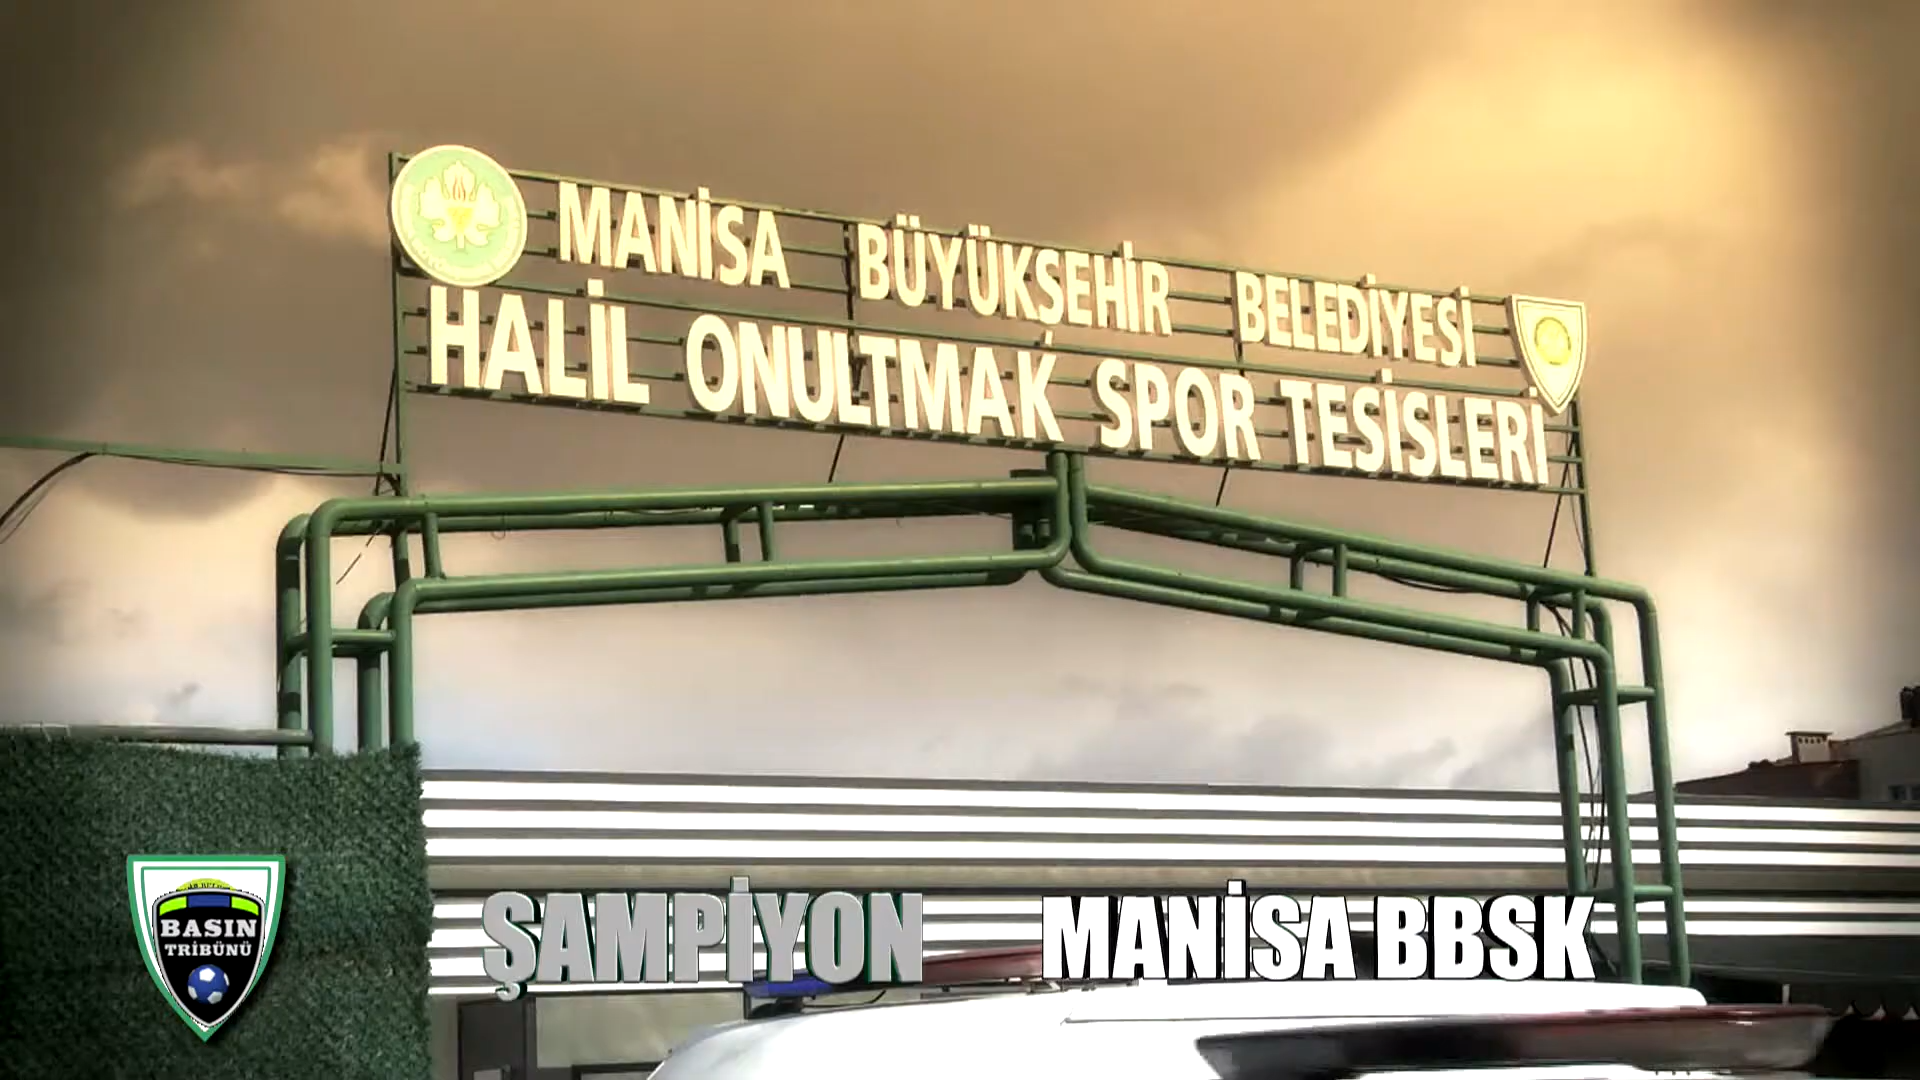 MANİSA BÜYÜKŞEHİR BELEDİYESİ
HALİL ONULTMAK SPOR TESİSLERİ
BASIN
TRİBÜNÜ
ŞAMPİYON MANİSA BBSK